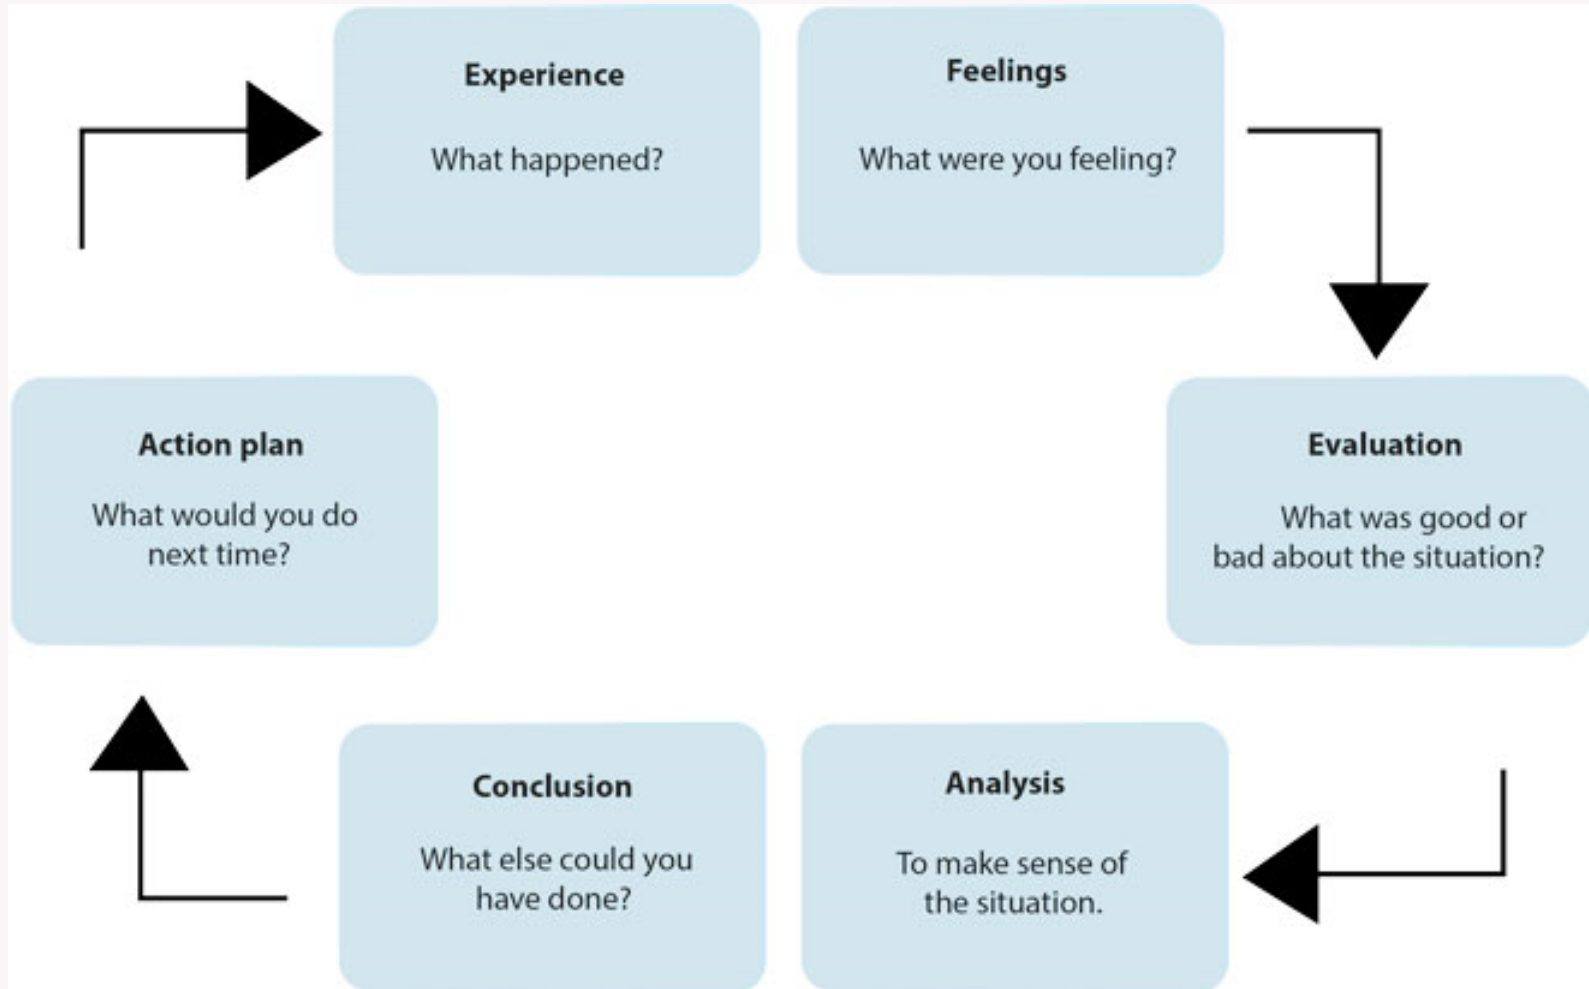 Experience
What happened?
Feelings
What were you feeling?
Evaluation
What was good or
bad about the situation?
Analysis
To make sense of
the situation.
Conclusion
What else could you
have done?
Action plan
What would you do
next time?